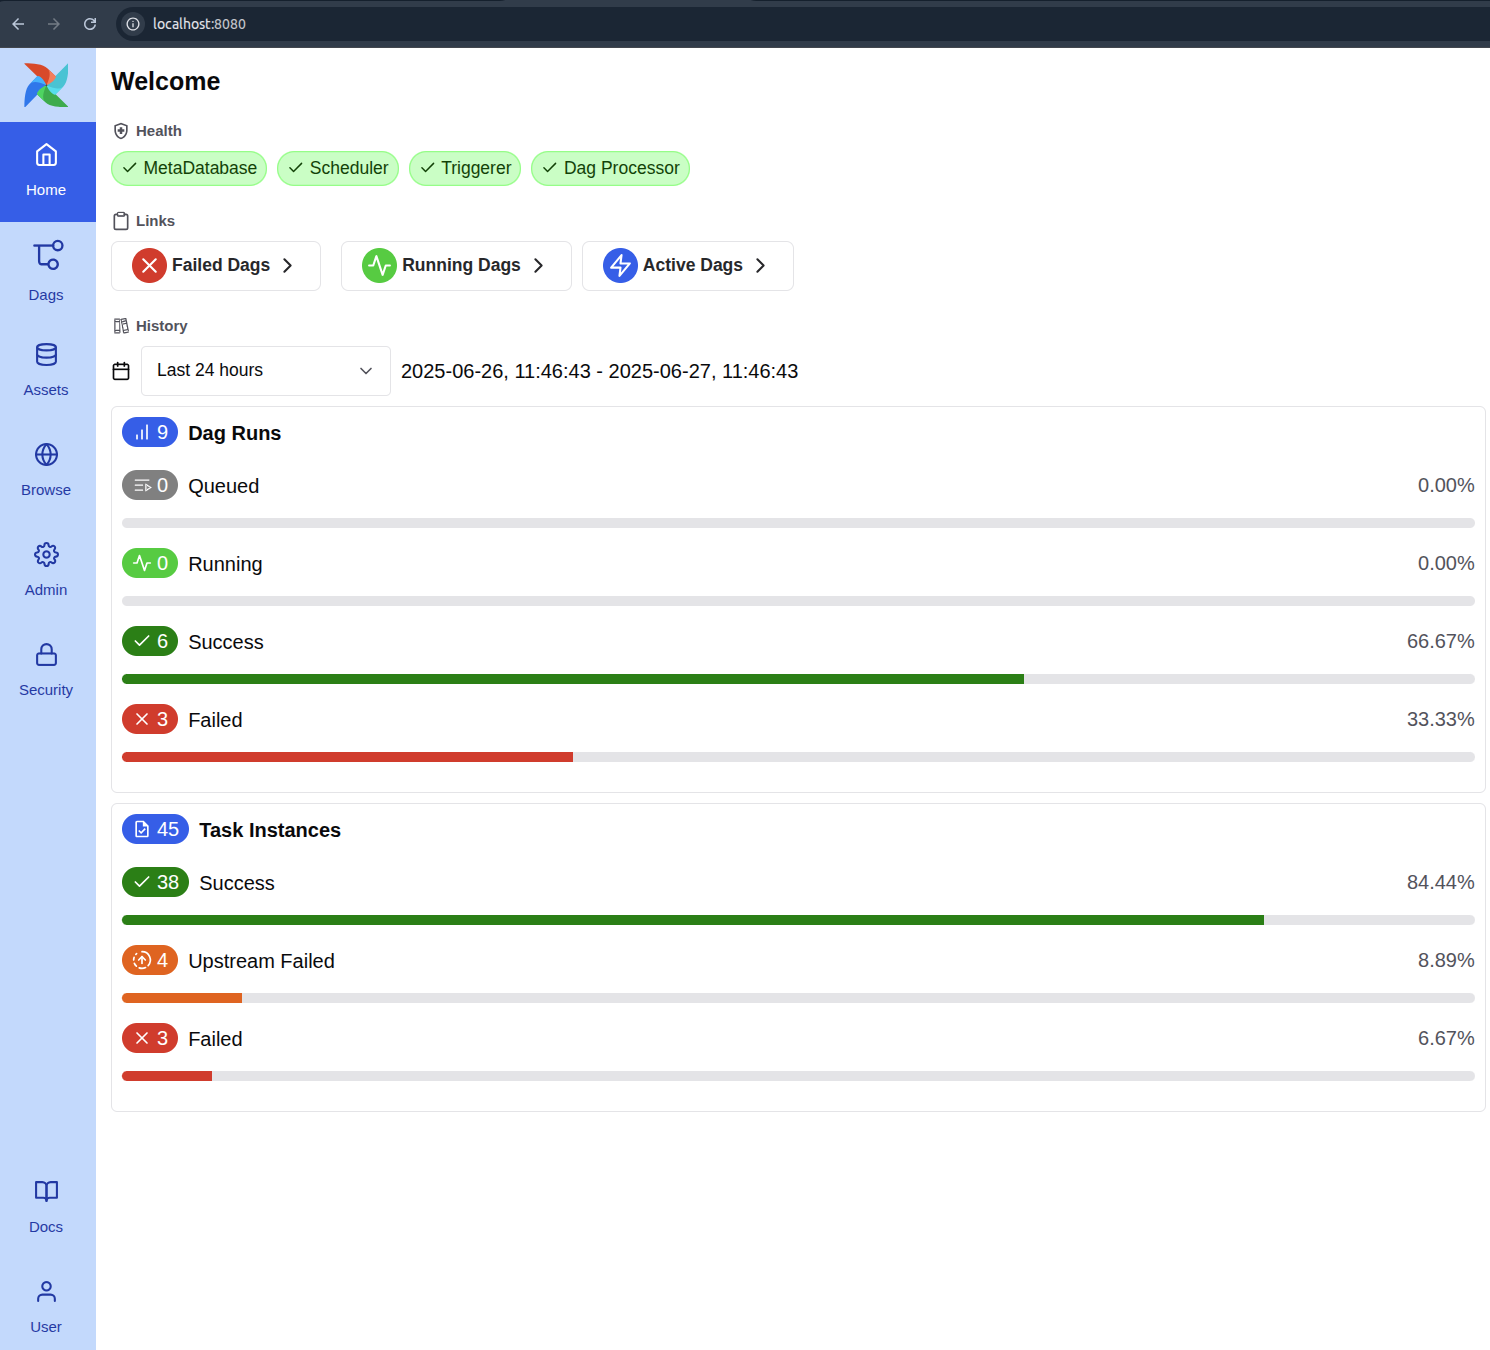 localhost:8080
Welcome
Health
MetaDatabase Scheduler Triggerer Dag Processor
Links
Failed Dags Running Dags Active Dags
History
Last 24 hours 2025-06-26, 11:46:43 - 2025-06-27, 11:46:43
9 Dag Runs
0 Queued 0.00%
0 Running 0.00%
6 Success 66.67%
3 Failed 33.33%
45 Task Instances
38 Success 84.44%
4 Upstream Failed 8.89%
3 Failed 6.67%
Home
Dags
Assets
Browse
Admin
Security
Docs
User